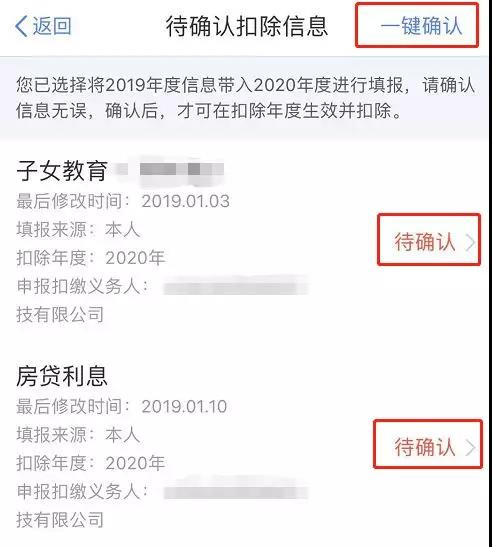 返回 待确认扣除信息 一键确认
您已选择将2019年度信息带入2020年度进行填报，请确认
信息无误，确认后，才可在扣除年度生效并扣除。
子女教育
最后修改时间：2019.01.03
填报来源：本人
待确认
扣除年度：2020年
申报扣缴义务人：
技有限公司
房贷利息
最后修改时间：2019.01.10
填报来源：本人
待确认
扣除年度：2020年
申报扣缴义务人：
技有限公司